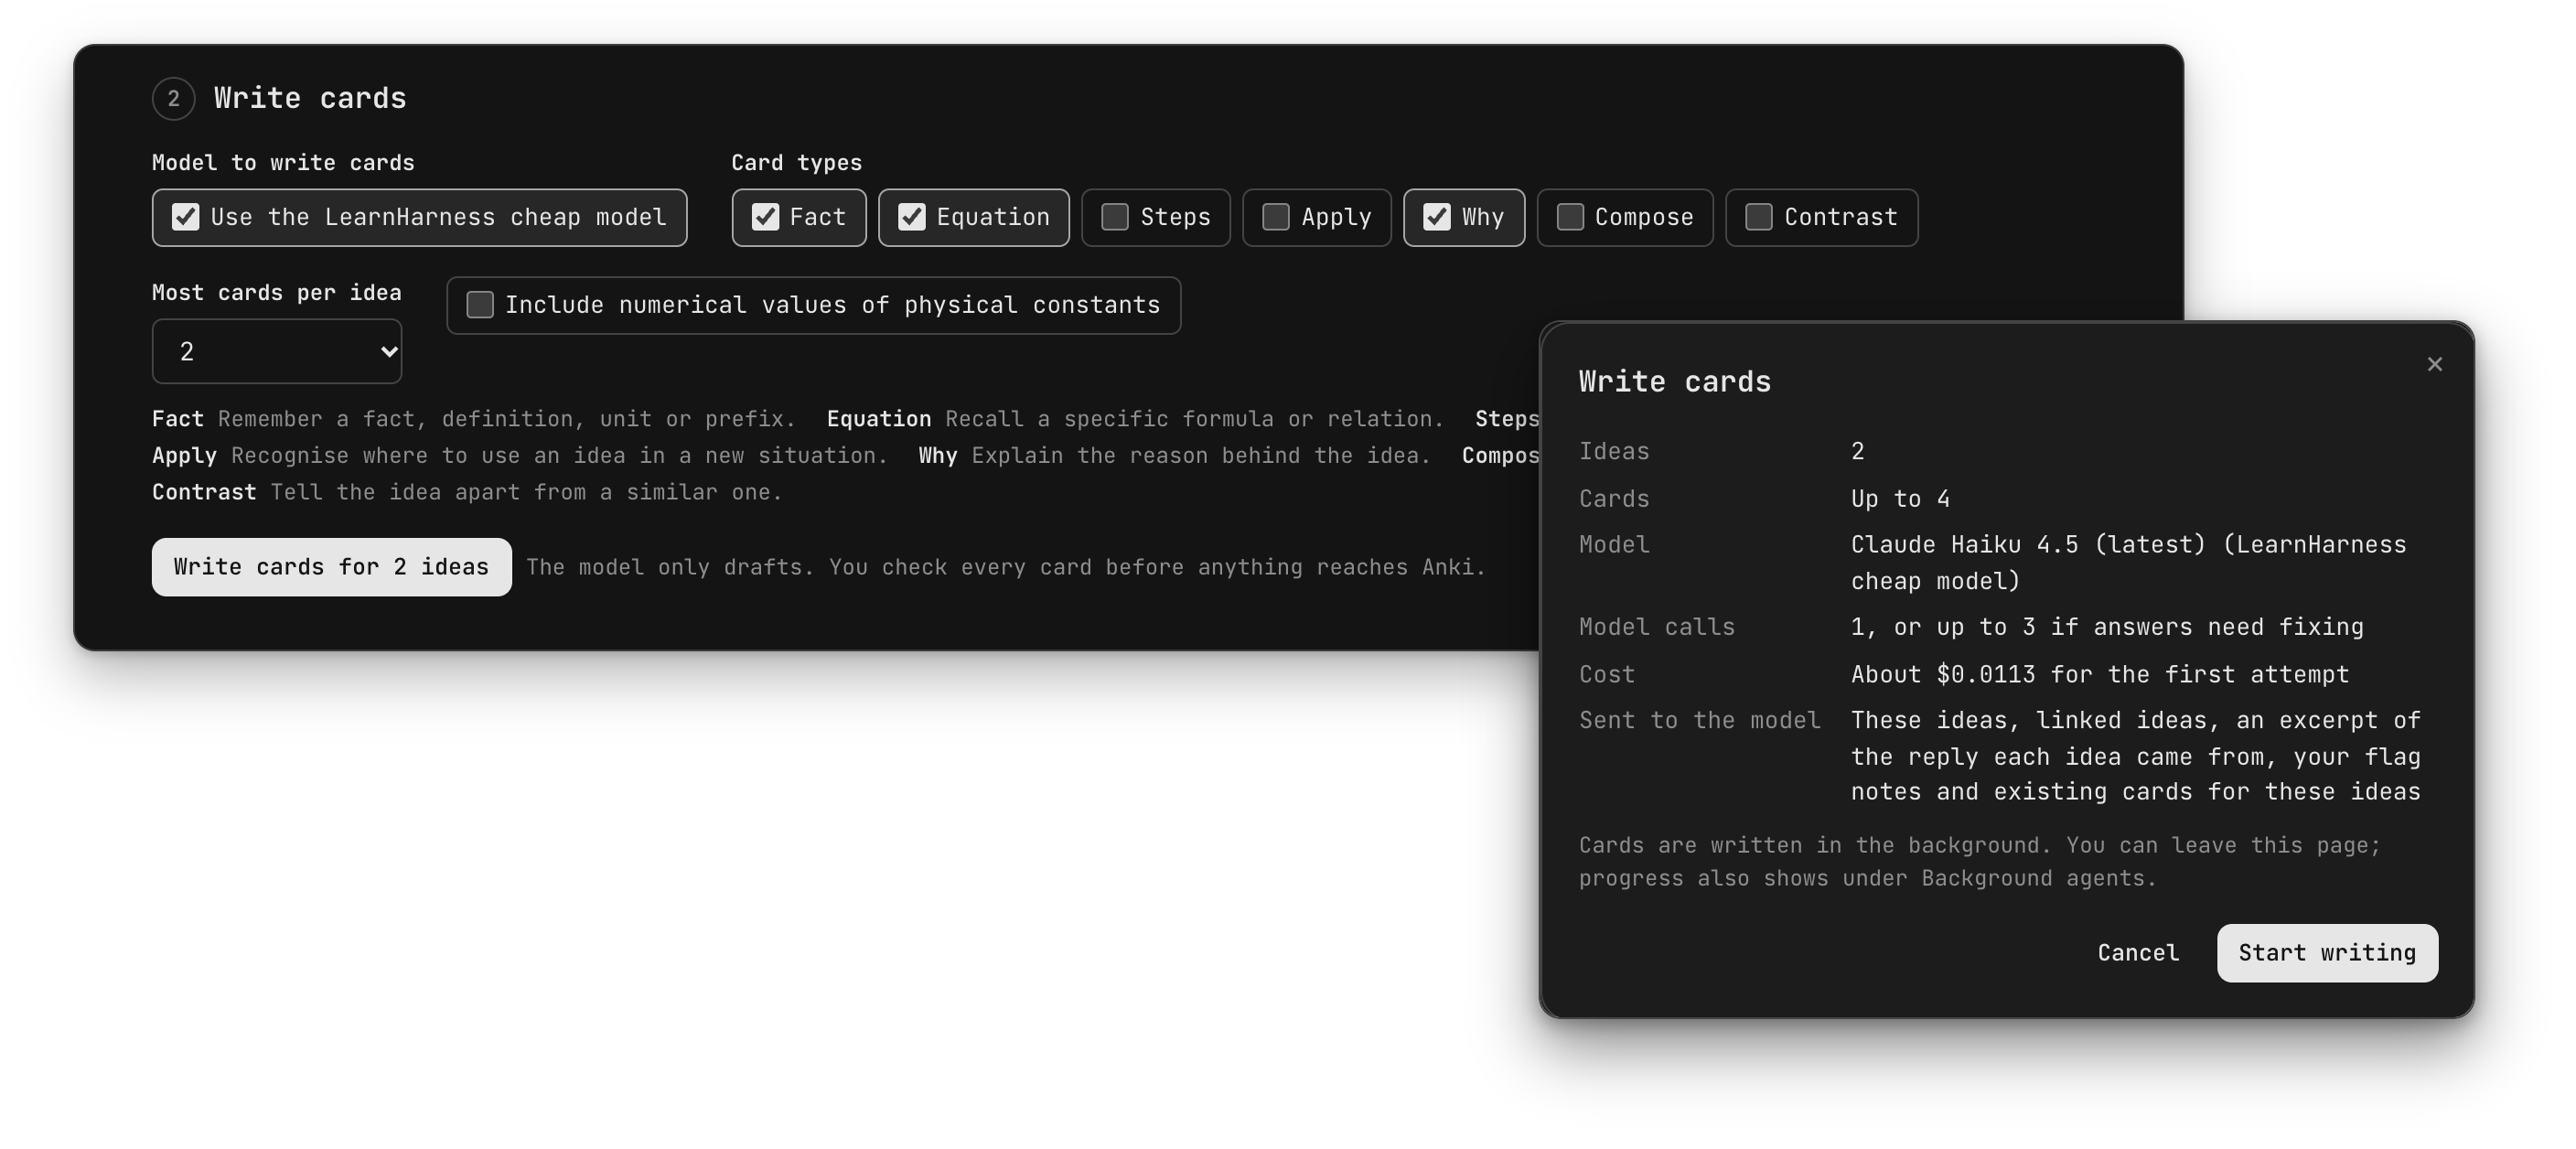 2 Write cards
Model to write cards
Use the LearnHarness cheap model
Card types
Fact Equation Steps Apply Why Compose Contrast
Most cards per idea
2
Include numerical values of physical constants
Fact Remember a fact, definition, unit or prefix. Equation Recall a specific formula or relation. Steps
Apply Recognise where to use an idea in a new situation. Why Explain the reason behind the idea. Compos
Contrast Tell the idea apart from a similar one.
Write cards for 2 ideas The model only drafts. You check every card before anything reaches Anki.
Write cards ×
Ideas 2
Cards Up to 4
Model Claude Haiku 4.5 (latest) (LearnHarness
cheap model)
Model calls 1, or up to 3 if answers need fixing
Cost About $0.0113 for the first attempt
Sent to the model These ideas, linked ideas, an excerpt of
the reply each idea came from, your flag
notes and existing cards for these ideas
Cards are written in the background. You can leave this page;
progress also shows under Background agents.
Cancel Start writing